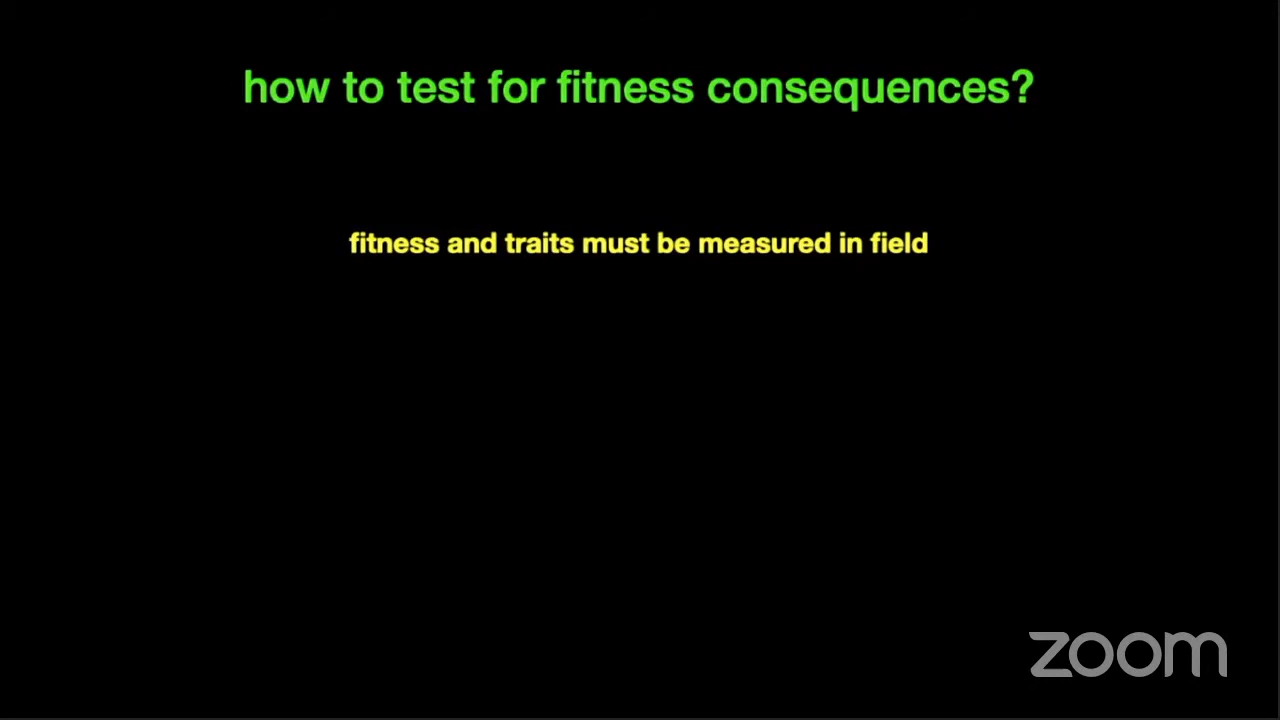 how to test for fitness consequences?
fitness and traits must be measured in field
zoom